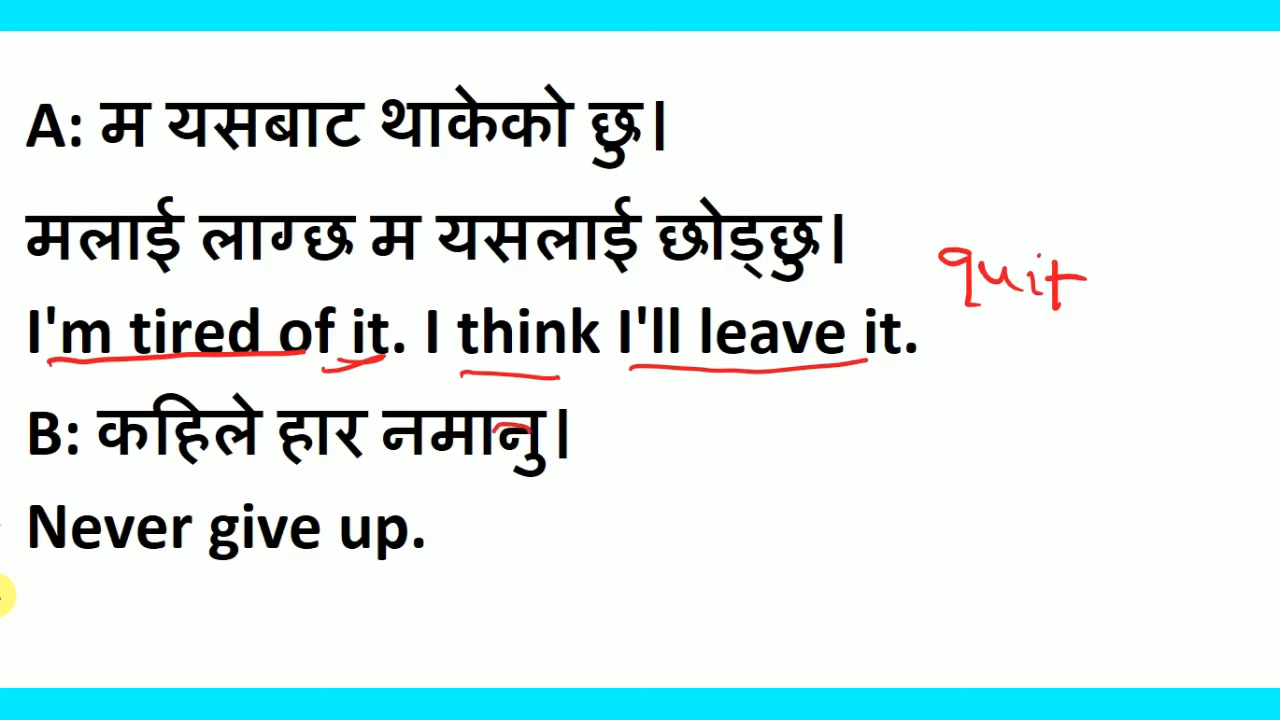 A: म यसबाट थाकेको छु।
मलाई लाग्छ म यसलाई छोड्छु।
quit
I'm tired of it. I think I'll leave it.
B: कहिले हार नमानु।
Never give up.